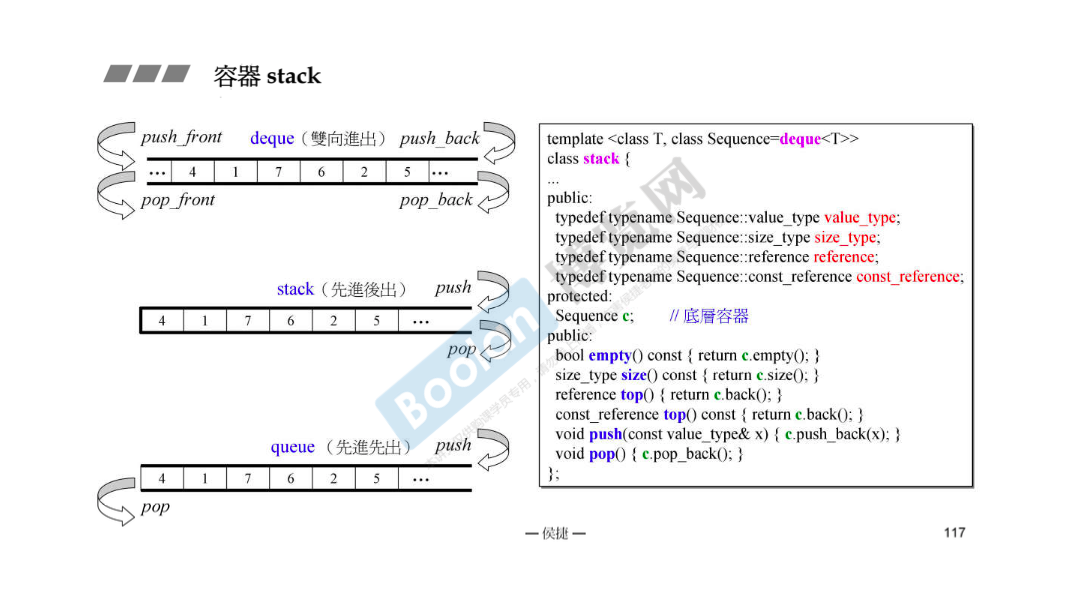 容器 stack
push_front deque（雙向進出） push_back
... 4 1 7 6 2 5 ...
pop_front pop_back
stack（先進後出） push
4 1 7 6 2 5 ...
pop
queue （先進先出） push
4 1 7 6 2 5 ...
pop
template <class T, class Sequence=deque<T>>
class stack {
...
public:
typedef typename Sequence::value_type value_type;
typedef typename Sequence::size_type size_type;
typedef typename Sequence::reference reference;
typedef typename Sequence::const_reference const_reference;
protected:
Sequence c; // 底層容器
public:
bool empty() const { return c.empty(); }
size_type size() const { return c.size(); }
reference top() { return c.back(); }
const_reference top() const { return c.back(); }
void push(const value_type& x) { c.push_back(x); }
void pop() { c.pop_back(); }
};
Boolan 博览网
— 侯捷 —
117